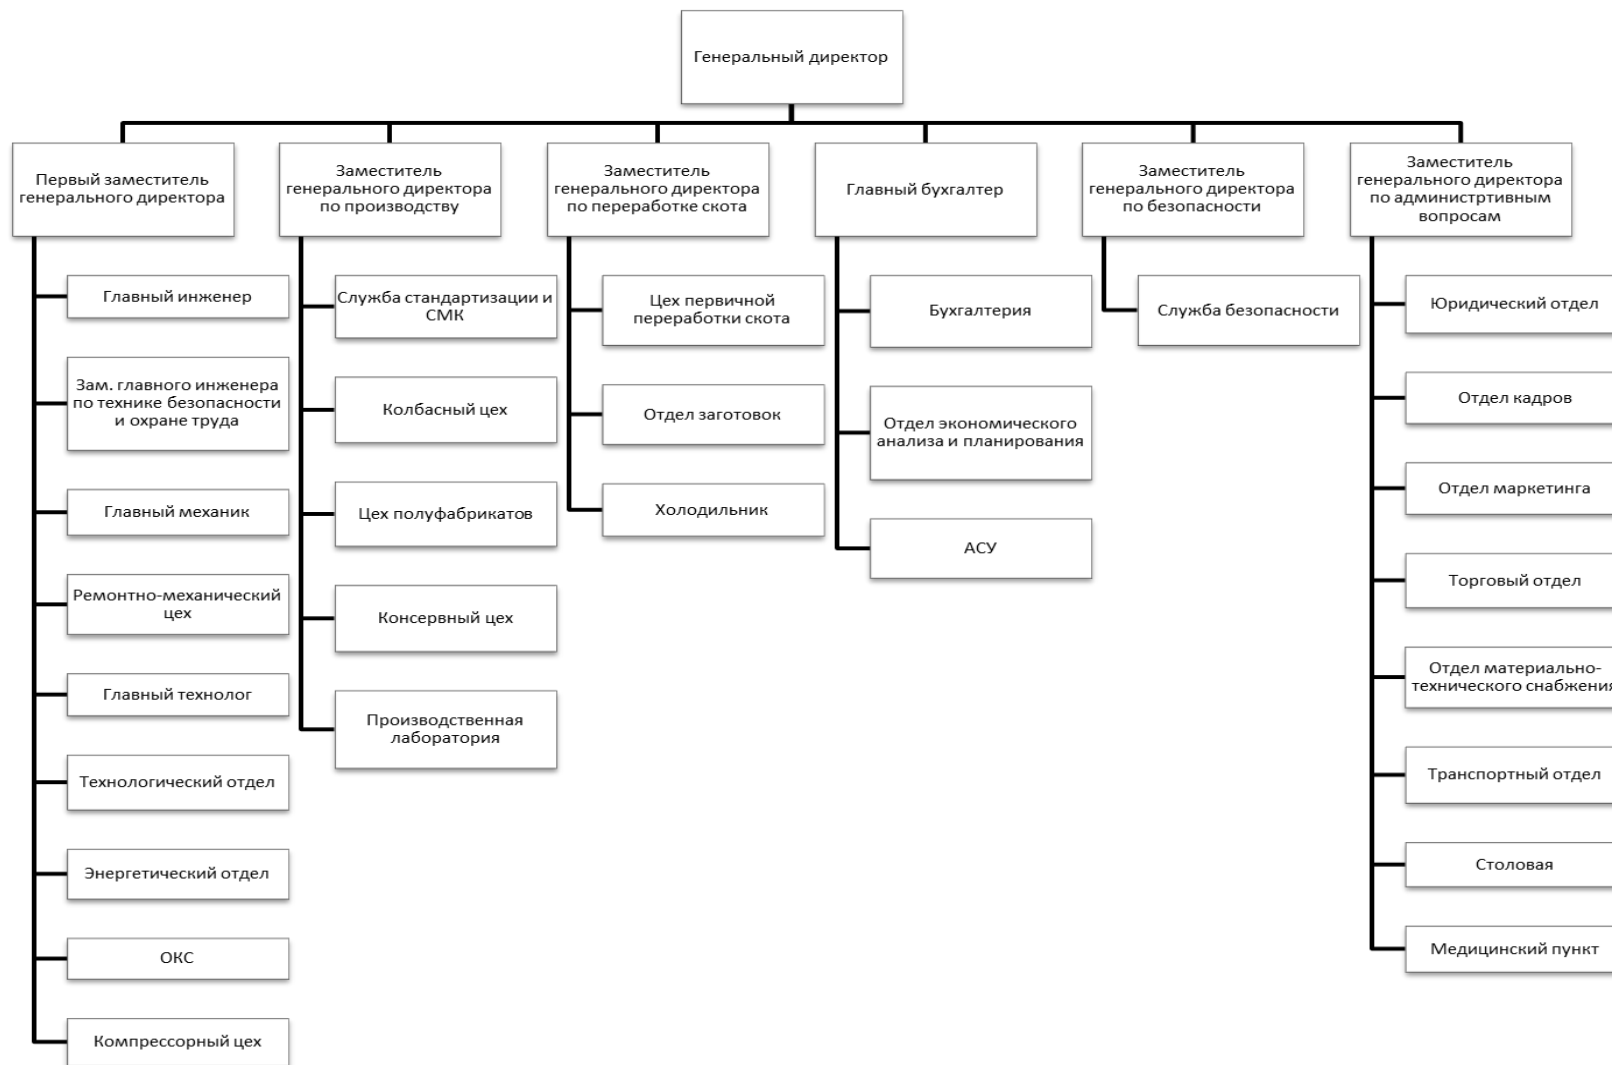 Генеральный директор
Первый заместитель
генерального директора
Заместитель
генерального директора
по производству
Заместитель
генерального директора
по переработке скота
Главный бухгалтер
Заместитель
генерального директора
по безопасности
Заместитель
генерального директора
по администртивным
вопросам
Главный инженер
Зам. главного инженера
по технике безопасности
и охране труда
Главный механик
Ремонтно-механический
цех
Главный технолог
Технологический отдел
Энергетический отдел
ОКС
Компрессорный цех
Служба стандартизации и
СМК
Колбасный цех
Цех полуфабрикатов
Консервный цех
Производственная
лаборатория
Цех первичной
переработки скота
Отдел заготовок
Холодильник
Бухгалтерия
Отдел экономического
анализа и планирования
АСУ
Служба безопасности
Юридический отдел
Отдел кадров
Отдел маркетинга
Торговый отдел
Отдел материально-
технического снабжения
Транспортный отдел
Столовая
Медицинский пункт